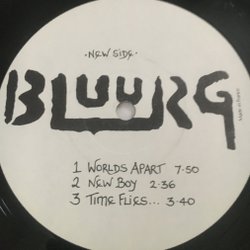 ·NEW SIDE·
BLUURG
1 WORLDS APART 7·50
2 NEW BOY 2·36
3 TIME FLIES... 3·40